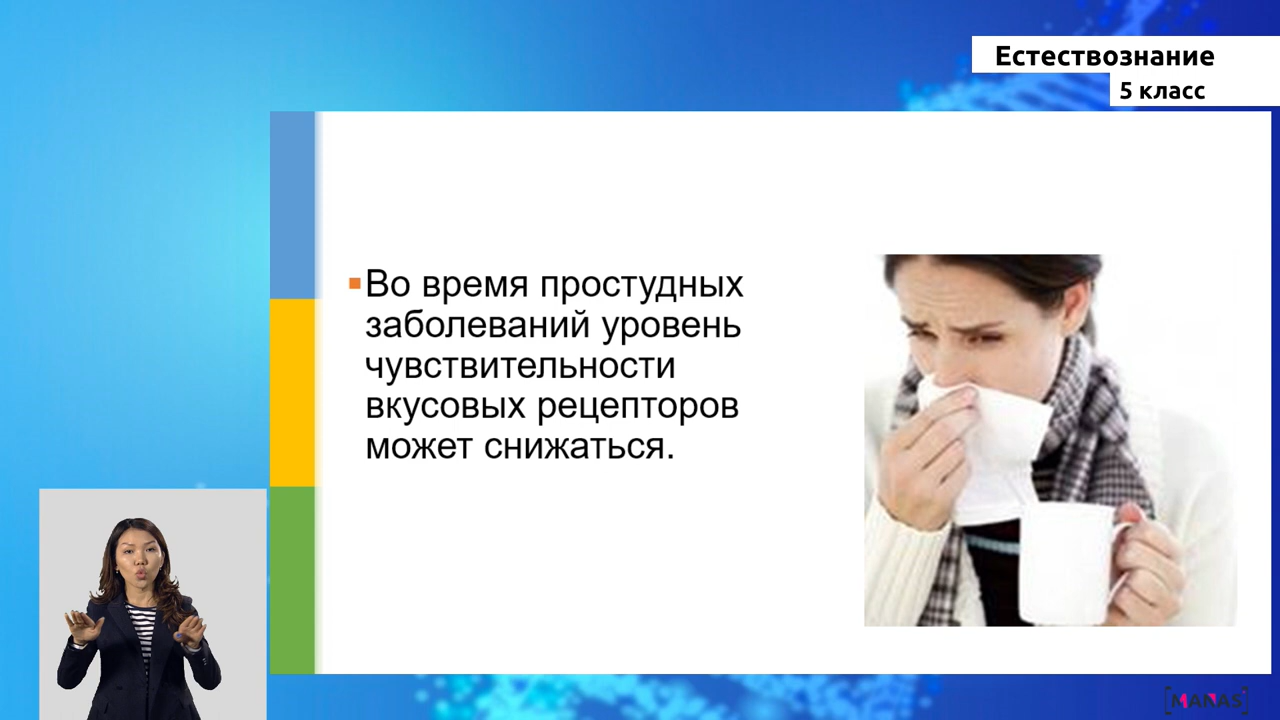 Естествознание
5 класс
Во время простудных
заболеваний уровень
чувствительности
вкусовых рецепторов
может снижаться.
[MANAS]